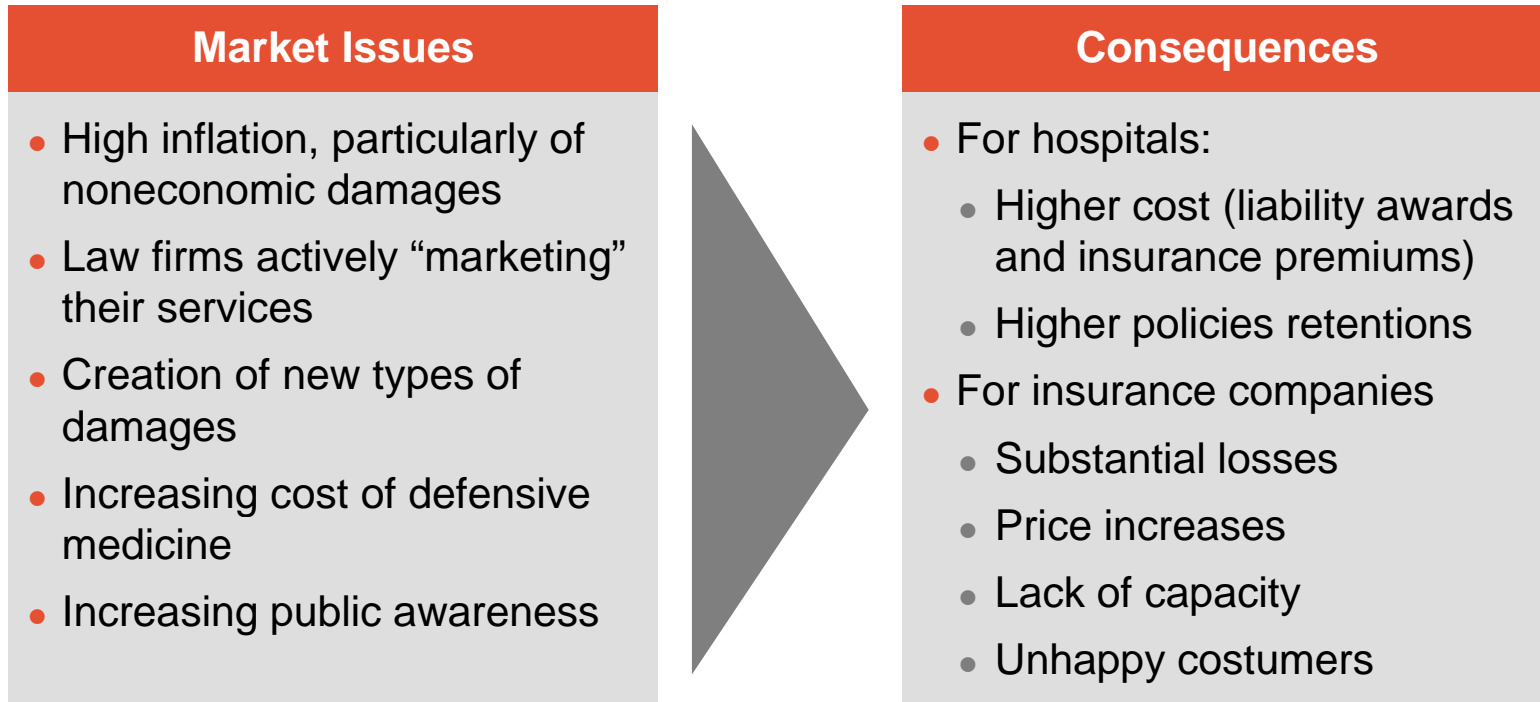 Market Issues
• High inflation, particularly of
noneconomic damages
• Law firms actively “marketing”
their services
• Creation of new types of
damages
• Increasing cost of defensive
medicine
• Increasing public awareness
Consequences
• For hospitals:
• Higher cost (liability awards
and insurance premiums)
• Higher policies retentions
• For insurance companies
• Substantial losses
• Price increases
• Lack of capacity
• Unhappy costumers